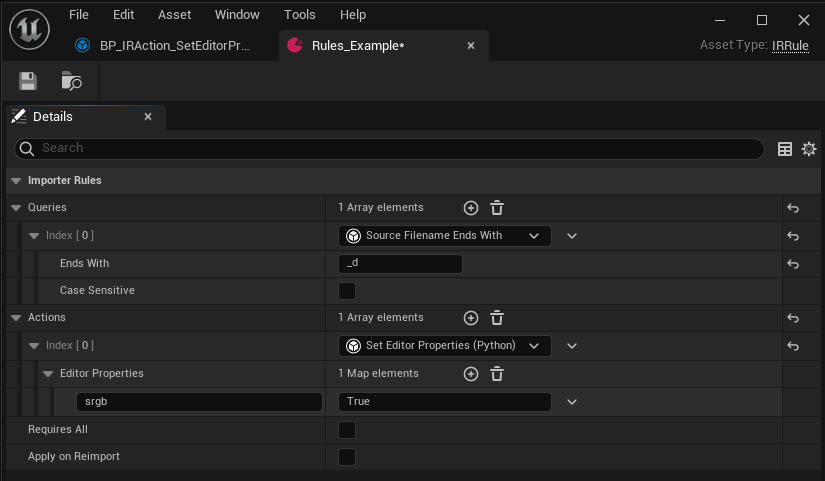 File Edit Asset Window Tools Help
BP_IRAction_SetEditorPr... Rules_Example*
Asset Type: IRRule
Details
Search
Importer Rules
Queries 1 Array elements
Index [ 0 ] Source Filename Ends With
Ends With _d
Case Sensitive
Actions 1 Array elements
Index [ 0 ] Set Editor Properties (Python)
Editor Properties 1 Map elements
srgb True
Requires All
Apply on Reimport